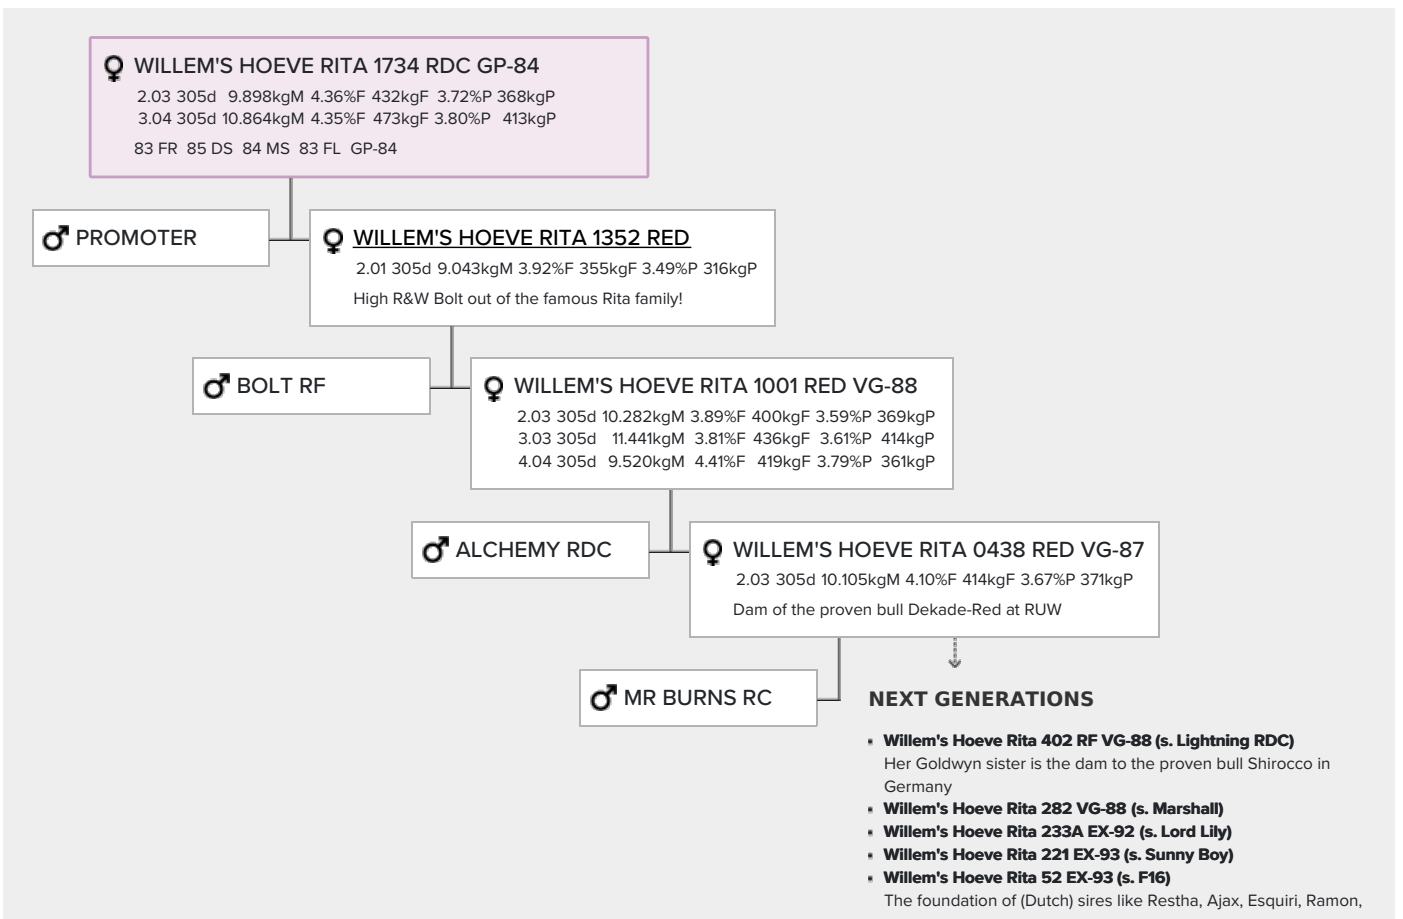 WILLEM'S HOEVE RITA 1734 RDC GP-84
2.03 305d 9.898kgM 4.36%F 432kgF 3.72%P 368kgP
3.04 305d 10.864kgM 4.35%F 473kgF 3.80%P 413kgP
83 FR 85 DS 84 MS 83 FL GP-84
PROMOTER
WILLEM'S HOEVE RITA 1352 RED
2.01 305d 9.043kgM 3.92%F 355kgF 3.49%P 316kgP
High R&W Bolt out of the famous Rita family!
BOLT RF
WILLEM'S HOEVE RITA 1001 RED VG-88
2.03 305d 10.282kgM 3.89%F 400kgF 3.59%P 369kgP
3.03 305d 11.441kgM 3.81%F 436kgF 3.61%P 414kgP
4.04 305d 9.520kgM 4.41%F 419kgF 3.79%P 361kgP
ALCHEMY RDC
WILLEM'S HOEVE RITA 0438 RED VG-87
2.03 305d 10.105kgM 4.10%F 414kgF 3.67%P 371kgP
Dam of the proven bull Dekade-Red at RUW
MR BURNS RC
NEXT GENERATIONS
Willem's Hoeve Rita 402 RF VG-88 (s. Lightning RDC)
Her Goldwyn sister is the dam to the proven bull Shirocco in
Germany
Willem's Hoeve Rita 282 VG-88 (s. Marshall)
Willem's Hoeve Rita 233A EX-92 (s. Lord Lily)
Willem's Hoeve Rita 221 EX-93 (s. Sunny Boy)
Willem's Hoeve Rita 52 EX-93 (s. F16)
The foundation of (Dutch) sires like Restha, Ajax, Esquiri, Ramon,